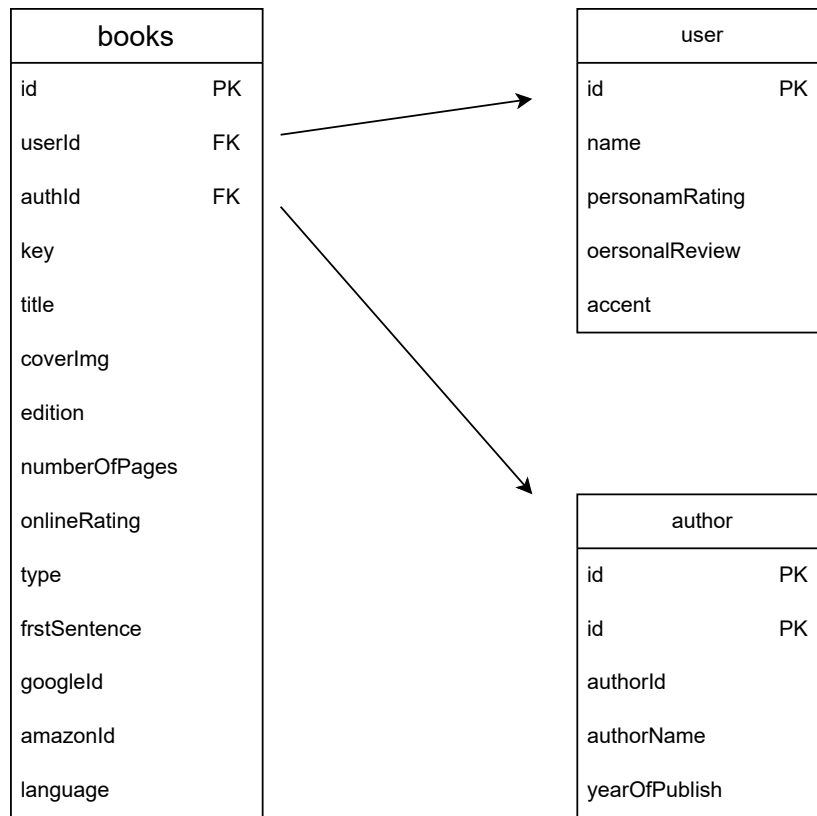 books
id PK
userId FK
authId FK
key
title
coverImg
edition
numberOfPages
onlineRating
type
frstSentence
googleId
amazonId
language
user
id PK
name
personamRating
oersonalReview
accent
author
id PK
id PK
authorId
authorName
yearOfPublish